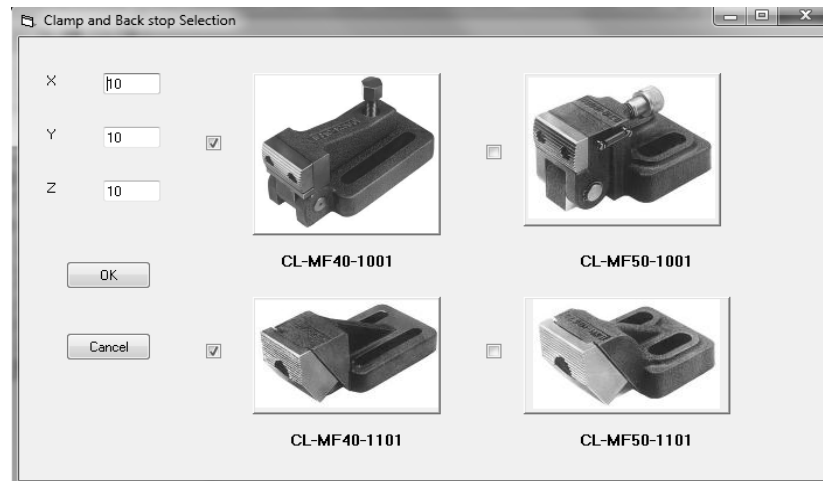 Clamp and Back stop Selection
X 10
Y 10
Z 10
OK
Cancel
CL-MF40-1001
CL-MF50-1001
CL-MF40-1101
CL-MF50-1101